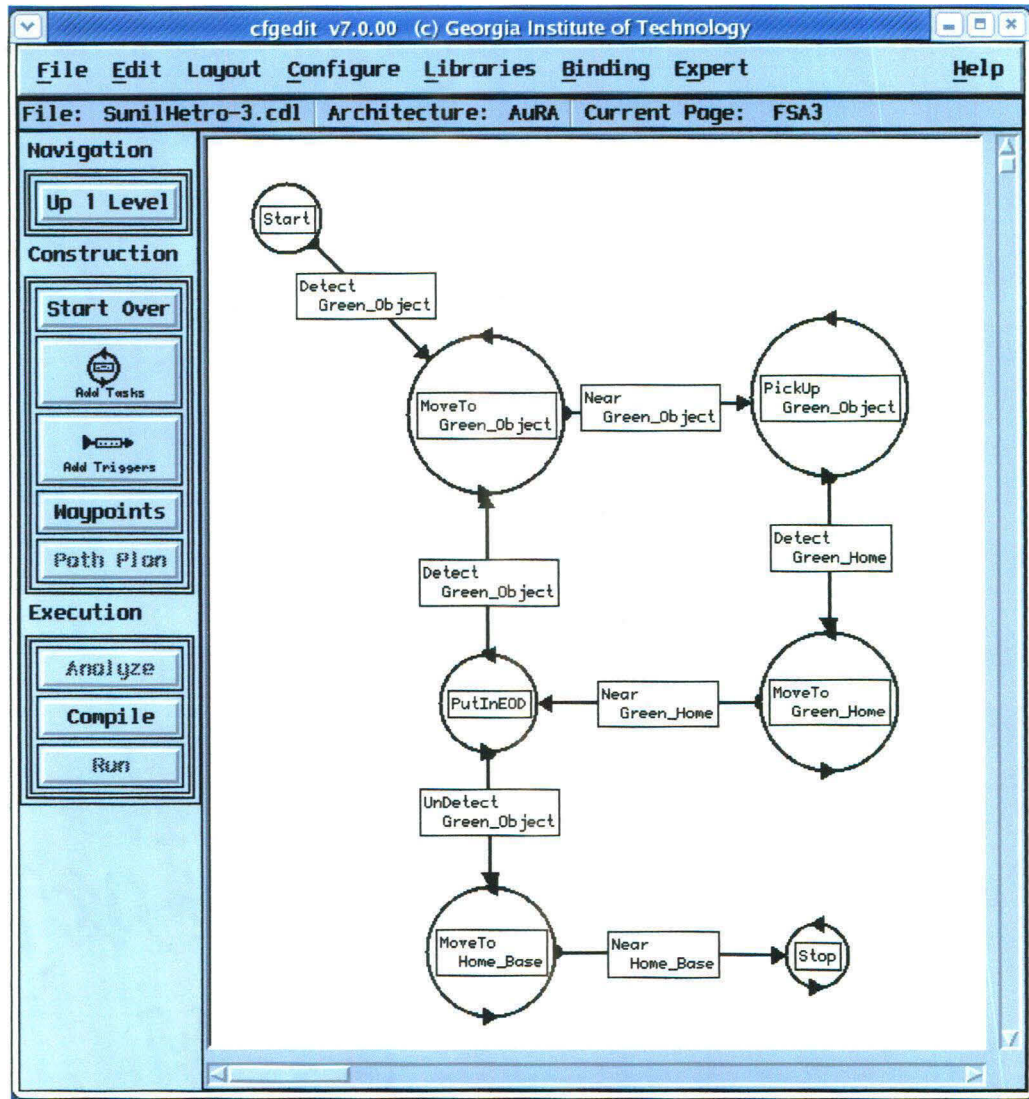 cfgedit v7.0.00 (c) Georgia Institute of Technology
File Edit Layout Configure Libraries Binding Expert Help
File: SunilHetro-3.cdl Architecture: AuRA Current Page: FSA3
Navigation
Up 1 Level
Construction
Start Over
Add Tasks
Add Triggers
Waypoints
Path Plan
Execution
Analyze
Compile
Run
Start
Detect
Green_Object
MoveTo
Green_Object
Near
Green_Object
PickUp
Green_Object
Detect
Green_Object
Detect
Green_Home
PutInEOD
Near
Green_Home
MoveTo
Green_Home
UnDetect
Green_Object
MoveTo
Home_Base
Near
Home_Base
Stop